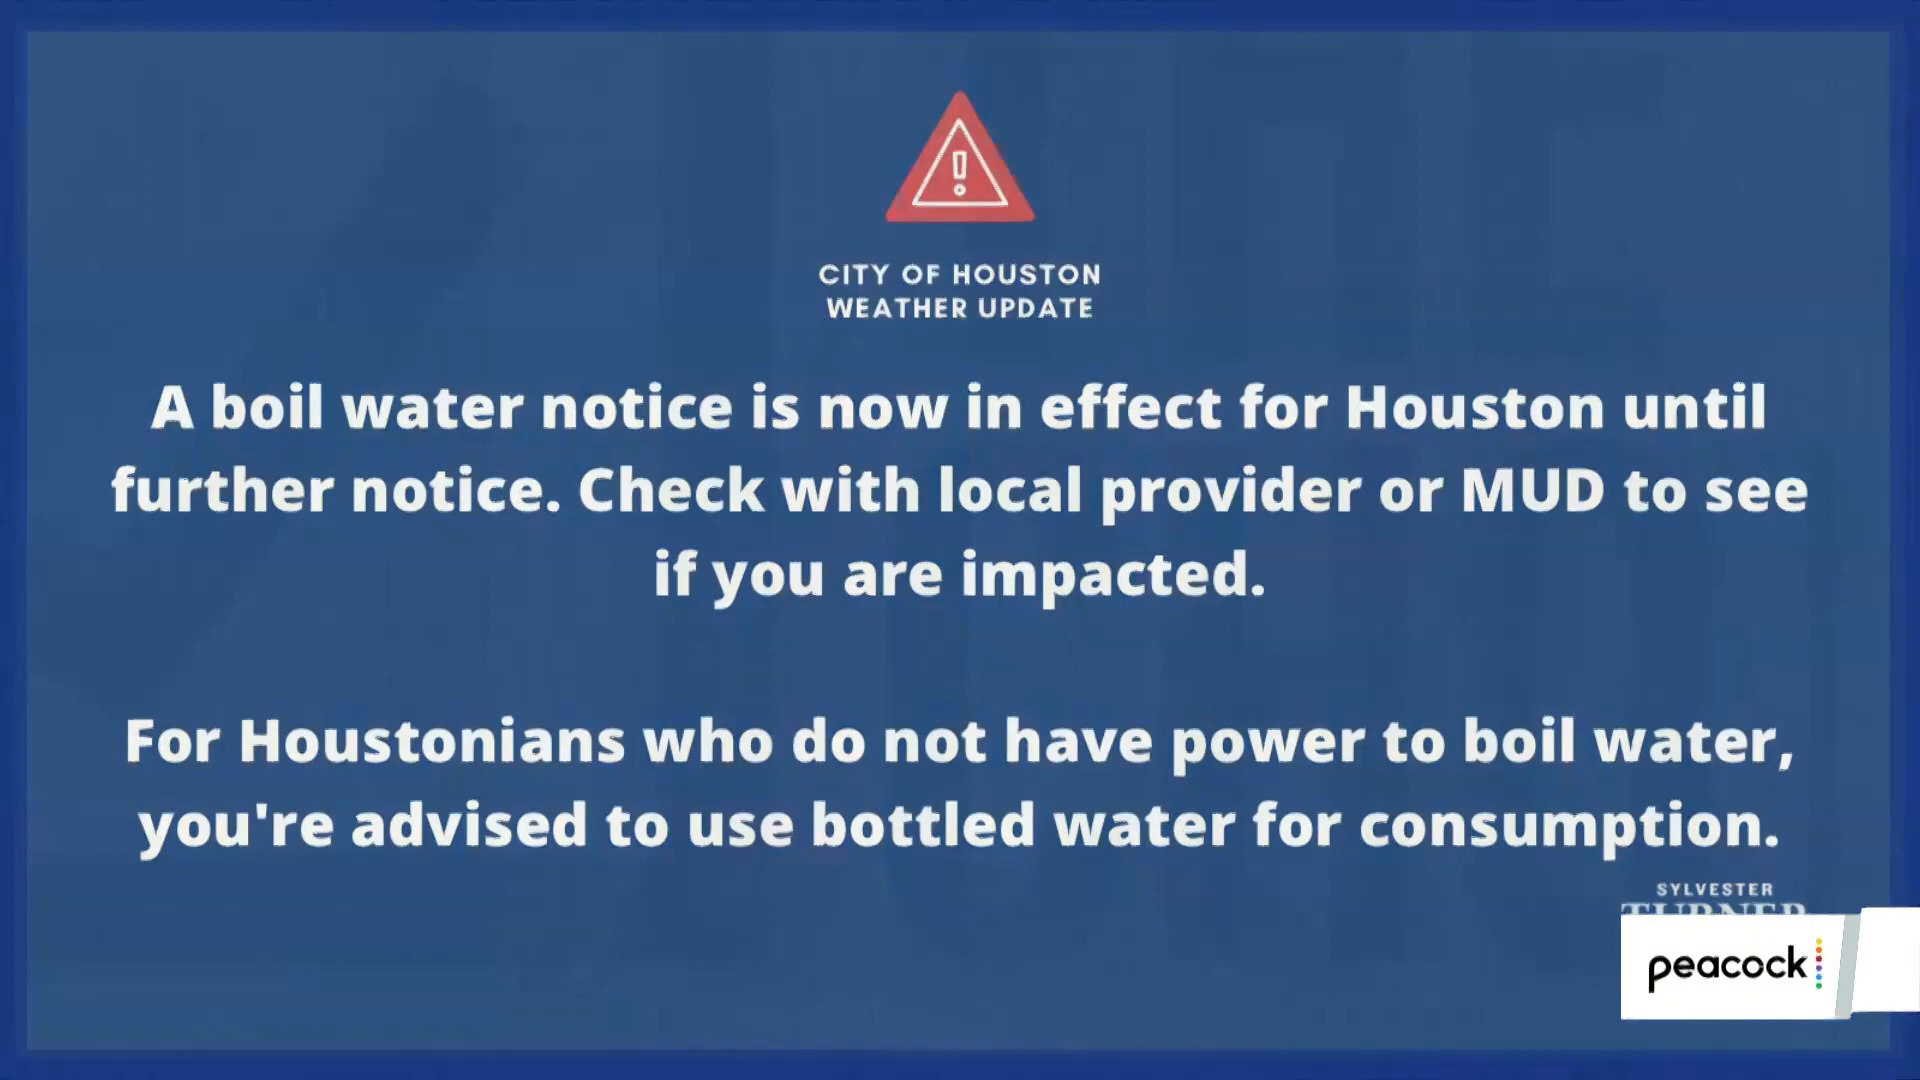 CITY OF HOUSTON
WEATHER UPDATE
A boil water notice is now in effect for Houston until
further notice. Check with local provider or MUD to see
if you are impacted.
For Houstonians who do not have power to boil water,
you're advised to use bottled water for consumption.
SYLVESTER
TURNER
peacock